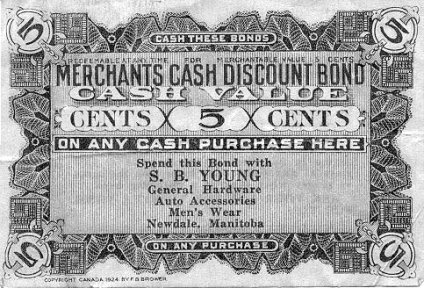 5 CASH THESE BONDS 5
REDEEMABLE AT ANY TIME FOR MERCHANTABLE VALUE 5 CENTS
MERCHANTS CASH DISCOUNT BOND
CASH VALUE
CENTS 5 CENTS
ON ANY CASH PURCHASE HERE
Spend this Bond with
S. B. YOUNG
General Hardware
Auto Accessories
Men's Wear
Newdale, Manitoba
5 ON ANY PURCHASE 5
COPYRIGHT CANADA 1924 BY F.B. BROWER